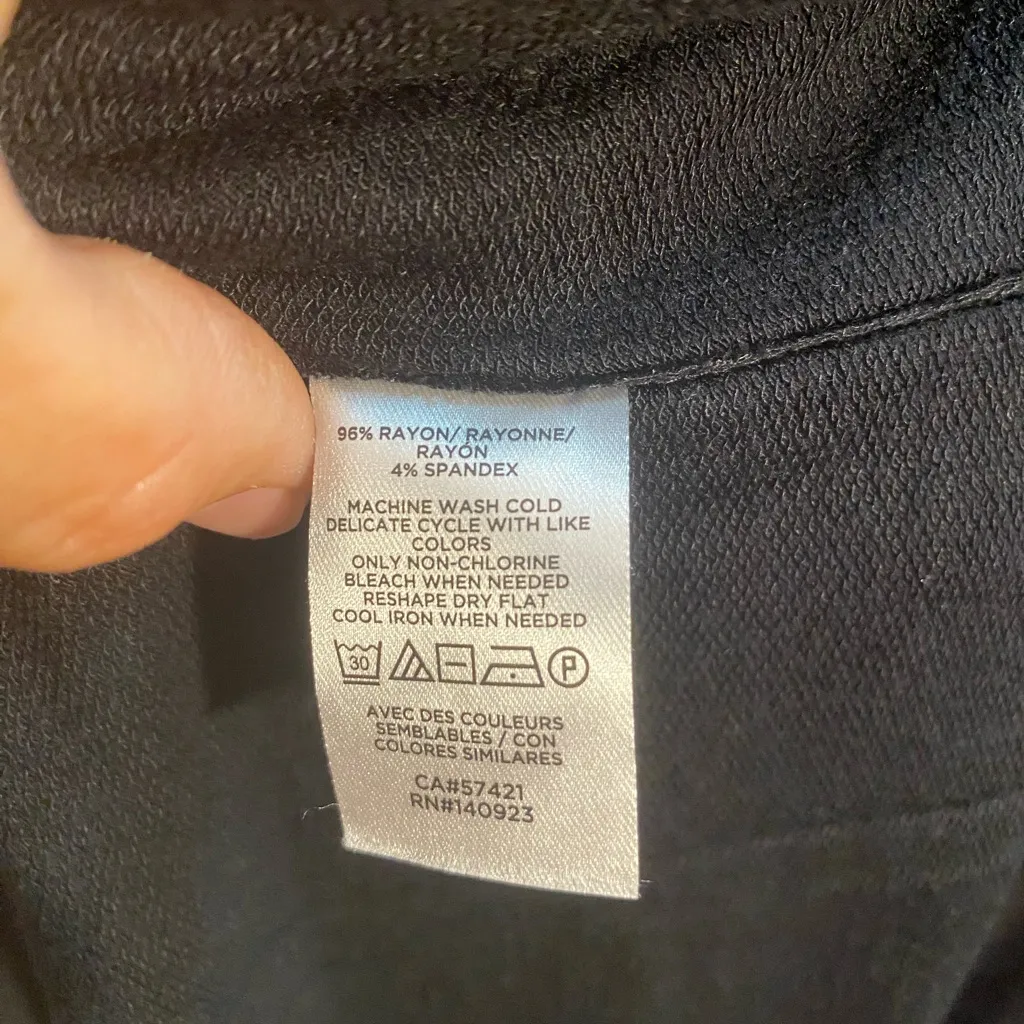 96% RAYON/ RAYONNE/
RAYÓN
4% SPANDEX
MACHINE WASH COLD
DELICATE CYCLE WITH LIKE
COLORS
ONLY NON-CHLORINE
BLEACH WHEN NEEDED
RESHAPE DRY FLAT
COOL IRON WHEN NEEDED
30 P
AVEC DES COULEURS
SEMBLABLES / CON
COLORES SIMILARES
CA#57421
RN#140923